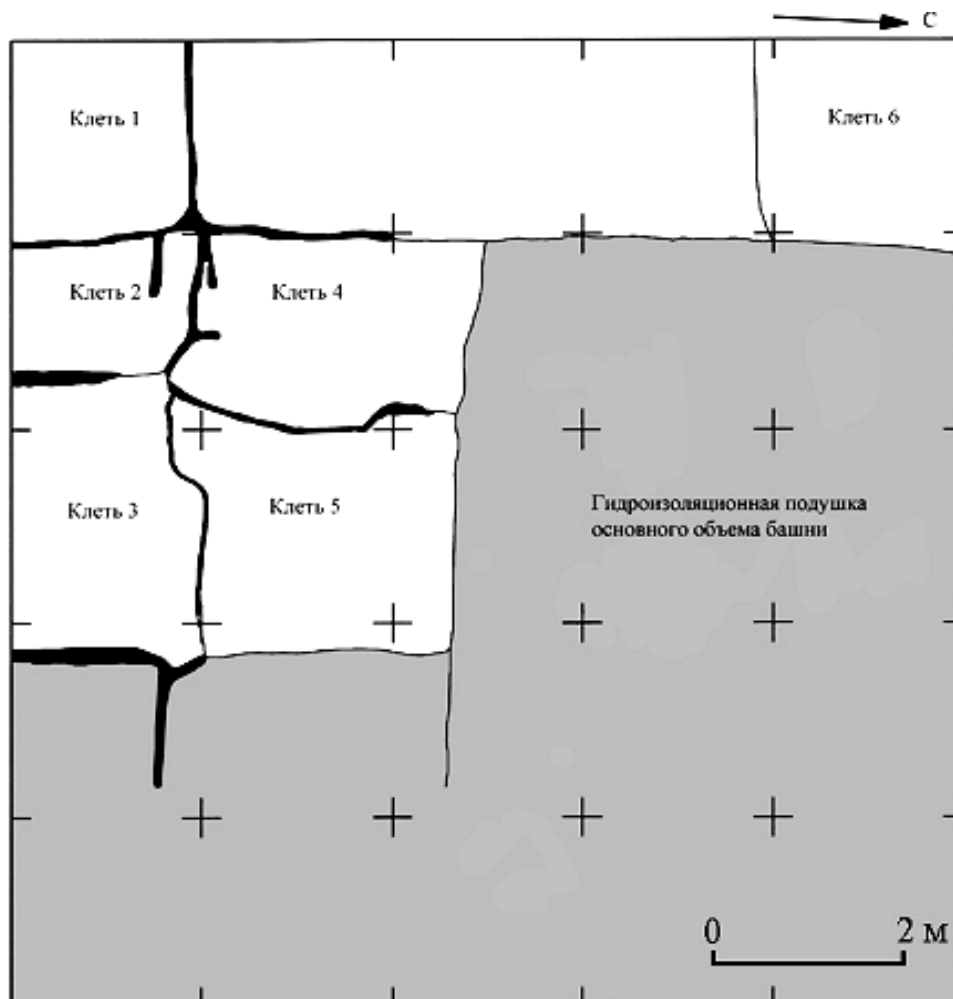 С
Клеть 1
Клеть 6
Клеть 2
Клеть 4
Клеть 3
Клеть 5
Гидроизоляционная подушка
основного объема башни
0 2 м